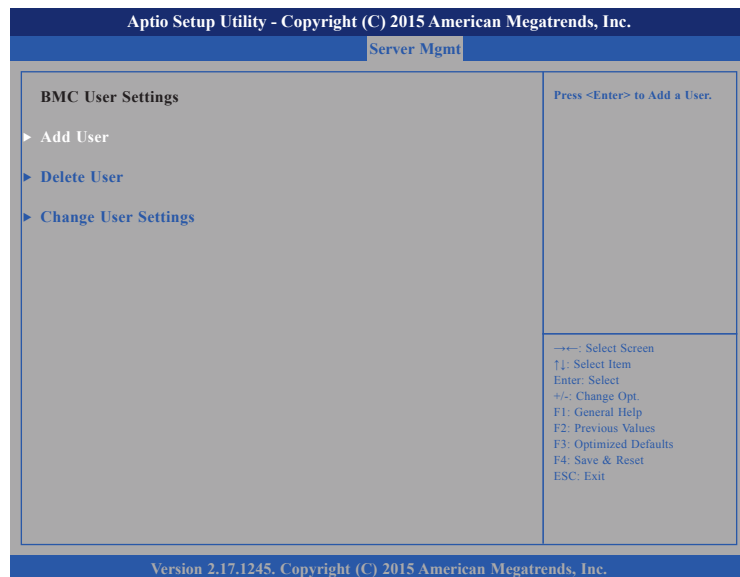 Aptio Setup Utility - Copyright (C) 2015 American Megatrends, Inc.
Server Mgmt
BMC User Settings
► Add User
► Delete User
► Change User Settings
Press <Enter> to Add a User.
→←: Select Screen
↑↓: Select Item
Enter: Select
+/-: Change Opt.
F1: General Help
F2: Previous Values
F3: Optimized Defaults
F4: Save & Reset
ESC: Exit
Version 2.17.1245. Copyright (C) 2015 American Megatrends, Inc.